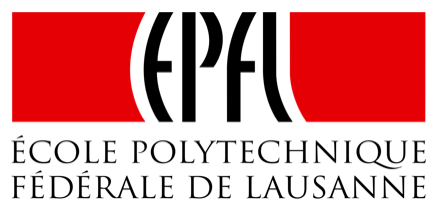 EPFL
ÉCOLE POLYTECHNIQUE
FÉDÉRALE DE LAUSANNE